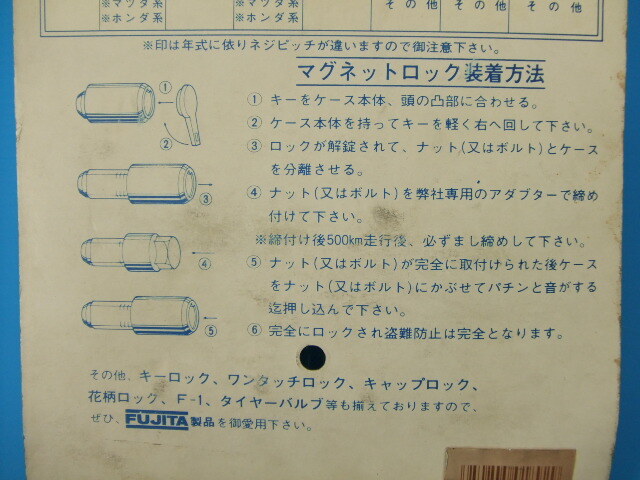 ※マツダ系
※ホンダ系
※マツダ系
※ホンダ系
その他
その他
その他
※印は年式に依りネジピッチが違いますので御注意下さい。
マグネットロック装着方法
① キーをケース本体、頭の凸部に合わせる。
② ケース本体を持ってキーを軽く右へ回して下さい。
③ ロックが解錠されて、ナット(又はボルト)とケース
を分離させる。
④ ナット(又はボルト)を弊社専用のアダプターで締め
付けて下さい。
※締付け後500km走行後、必ずまし締めして下さい。
⑤ ナット(又はボルト)が完全に取付けられた後ケース
をナット(又はボルト)にかぶせてパチンと音がする
迄押し込んで下さい。
⑥ 完全にロックされ盗難防止は完全となります。
①
②
③
④
⑤
その他、キーロック、ワンタッチロック、キャップロック、
花柄ロック、F-1、タイヤーバルブ等も揃えておりますので、
ぜひ、FUJITA製品を御愛用下さい。